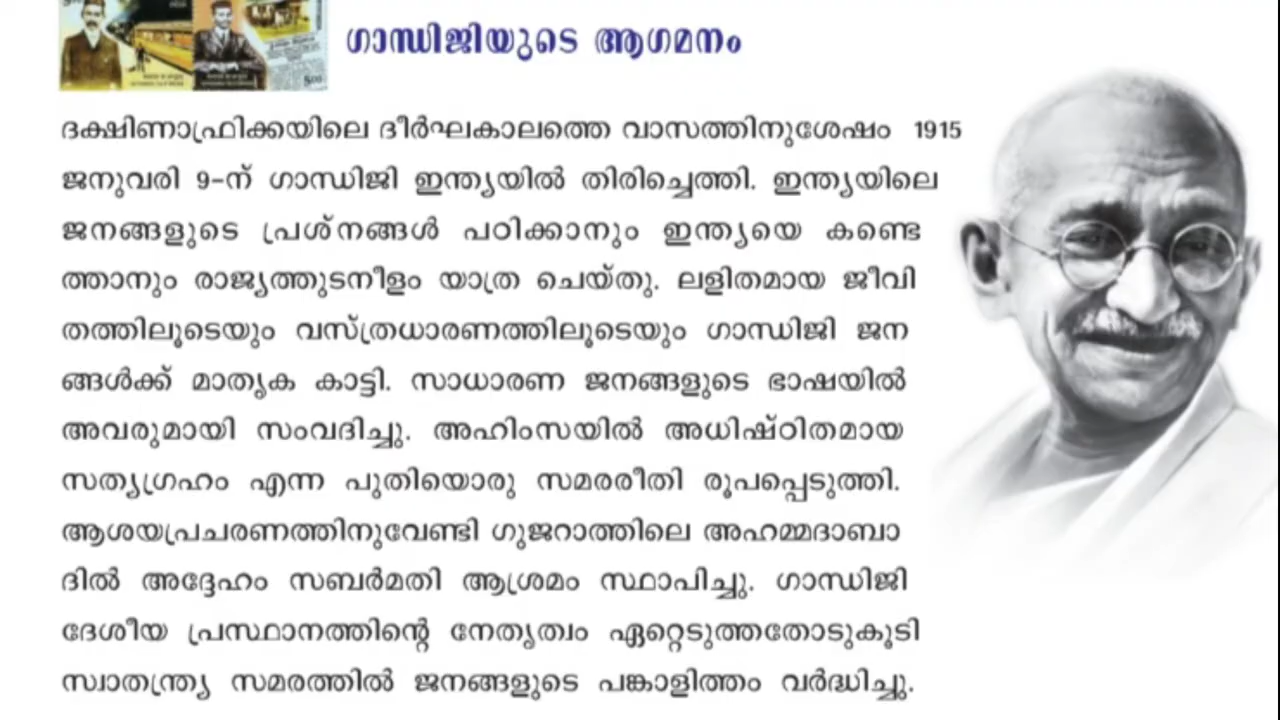 ഗാന്ധിജിയുടെ ആഗമനം
ദക്ഷിണാഫ്രിക്കയിലെ ദീർഘകാലത്തെ വാസത്തിനുശേഷം 1915
ജനുവരി 9-ന് ഗാന്ധിജി ഇന്ത്യയിൽ തിരിച്ചെത്തി. ഇന്ത്യയിലെ
ജനങ്ങളുടെ പ്രശ്നങ്ങൾ പഠിക്കാനും ഇന്ത്യയെ കണ്ടെ
ത്താനും രാജ്യത്തുടനീളം യാത്ര ചെയ്തു. ലളിതമായ ജീവി
തത്തിലൂടെയും വസ്ത്രധാരണത്തിലൂടെയും ഗാന്ധിജി ജന
ങ്ങൾക്ക് മാതൃക കാട്ടി. സാധാരണ ജനങ്ങളുടെ ഭാഷയിൽ
അവരുമായി സംവദിച്ചു. അഹിംസയിൽ അധിഷ്ഠിതമായ
സത്യഗ്രഹം എന്ന പുതിയൊരു സമരരീതി രൂപപ്പെടുത്തി.
ആശയപ്രചരണത്തിനുവേണ്ടി ഗുജറാത്തിലെ അഹമ്മദാബാ
ദിൽ അദ്ദേഹം സബർമതി ആശ്രമം സ്ഥാപിച്ചു. ഗാന്ധിജി
ദേശീയ പ്രസ്ഥാനത്തിന്റെ നേതൃത്വം ഏറ്റെടുത്തതോടുകൂടി
സ്വാതന്ത്ര്യ സമരത്തിൽ ജനങ്ങളുടെ പങ്കാളിത്തം വർദ്ധിച്ചു.